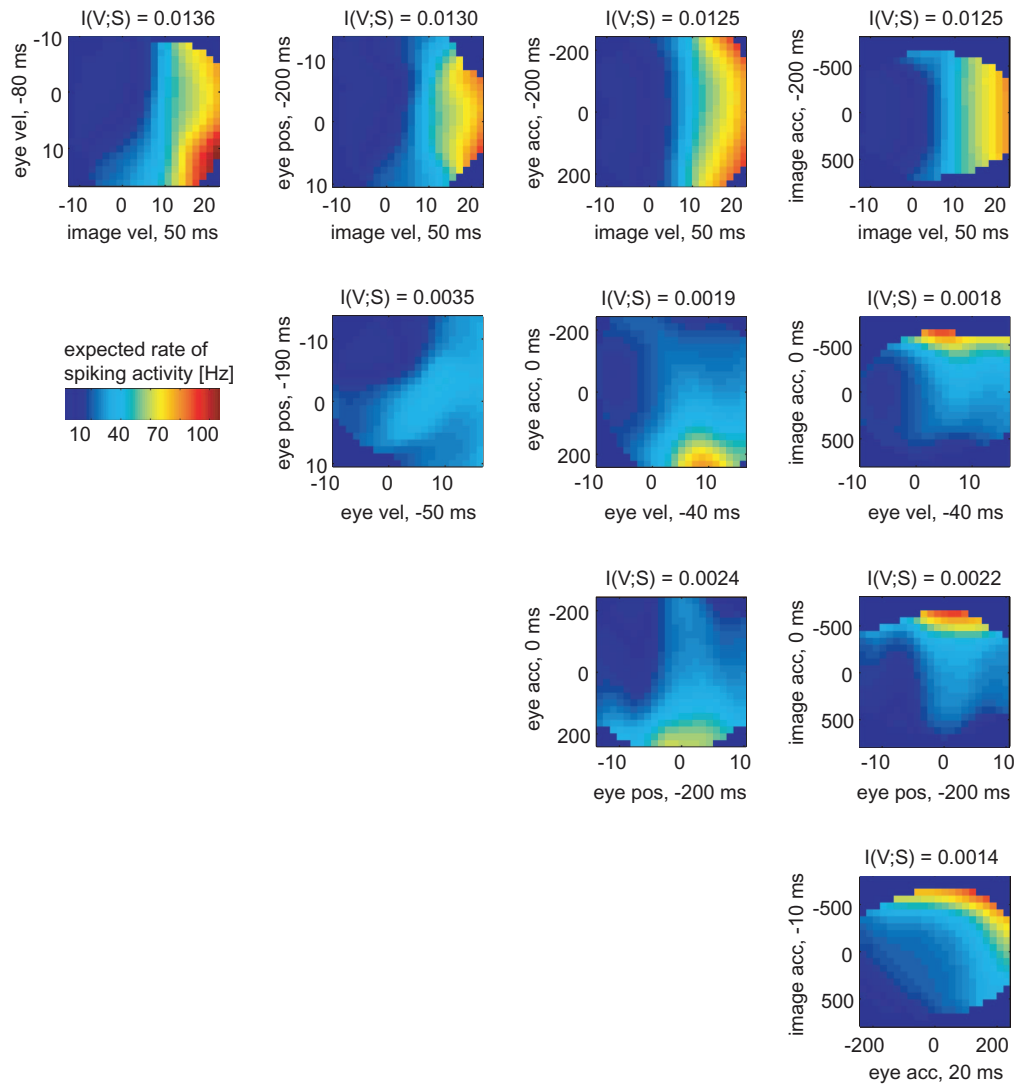 I(V;S) = 0.0136
I(V;S) = 0.0130
I(V;S) = 0.0125
I(V;S) = 0.0125
eye vel, -80 ms
-10
0
10
-10 0 10 20
image vel, 50 ms
eye pos, -200 ms
-10
0
10
-10 0 10 20
image vel, 50 ms
eye acc, -200 ms
-200
0
200
-10 0 10 20
image vel, 50 ms
image acc, -200 ms
-500
0
500
-10 0 10 20
image vel, 50 ms
expected rate of
spiking activity [Hz]
10 40 70 100
I(V;S) = 0.0035
eye pos, -190 ms
-10
0
10
-10 0 10
eye vel, -50 ms
I(V;S) = 0.0019
eye acc, 0 ms
-200
0
200
-10 0 10
eye vel, -40 ms
I(V;S) = 0.0018
image acc, 0 ms
-500
0
500
-10 0 10
eye vel, -40 ms
I(V;S) = 0.0024
eye acc, 0 ms
-200
0
200
-10 0 10
eye pos, -200 ms
I(V;S) = 0.0022
image acc, 0 ms
-500
0
500
-10 0 10
eye pos, -200 ms
I(V;S) = 0.0014
image acc, -10 ms
-500
0
500
-200 0 200
eye acc, 20 ms